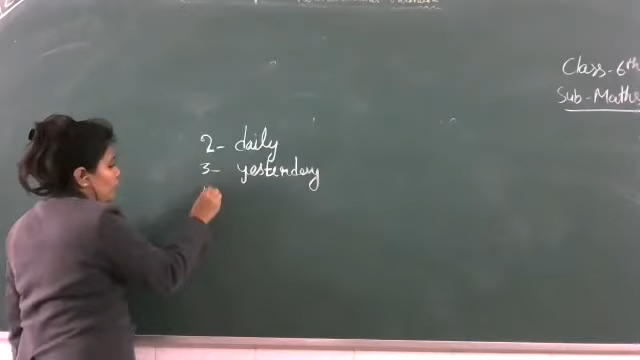 Class-6th
Sub-Maths
2- daily
3- yesterday